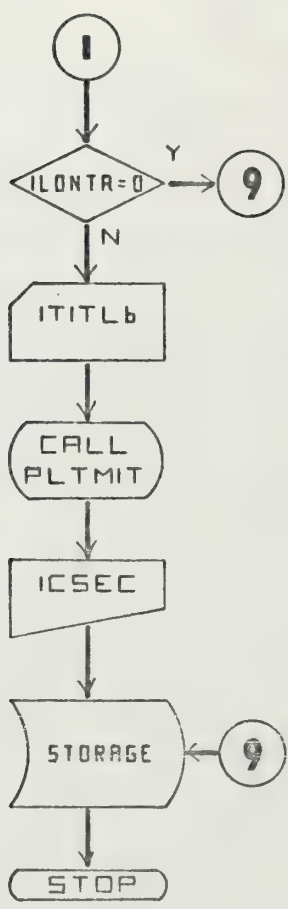 1
ILONTR=0
Y
9
N
ITITLb
CALL
PLTMIT
ICSEC
STORAGE
9
STOP